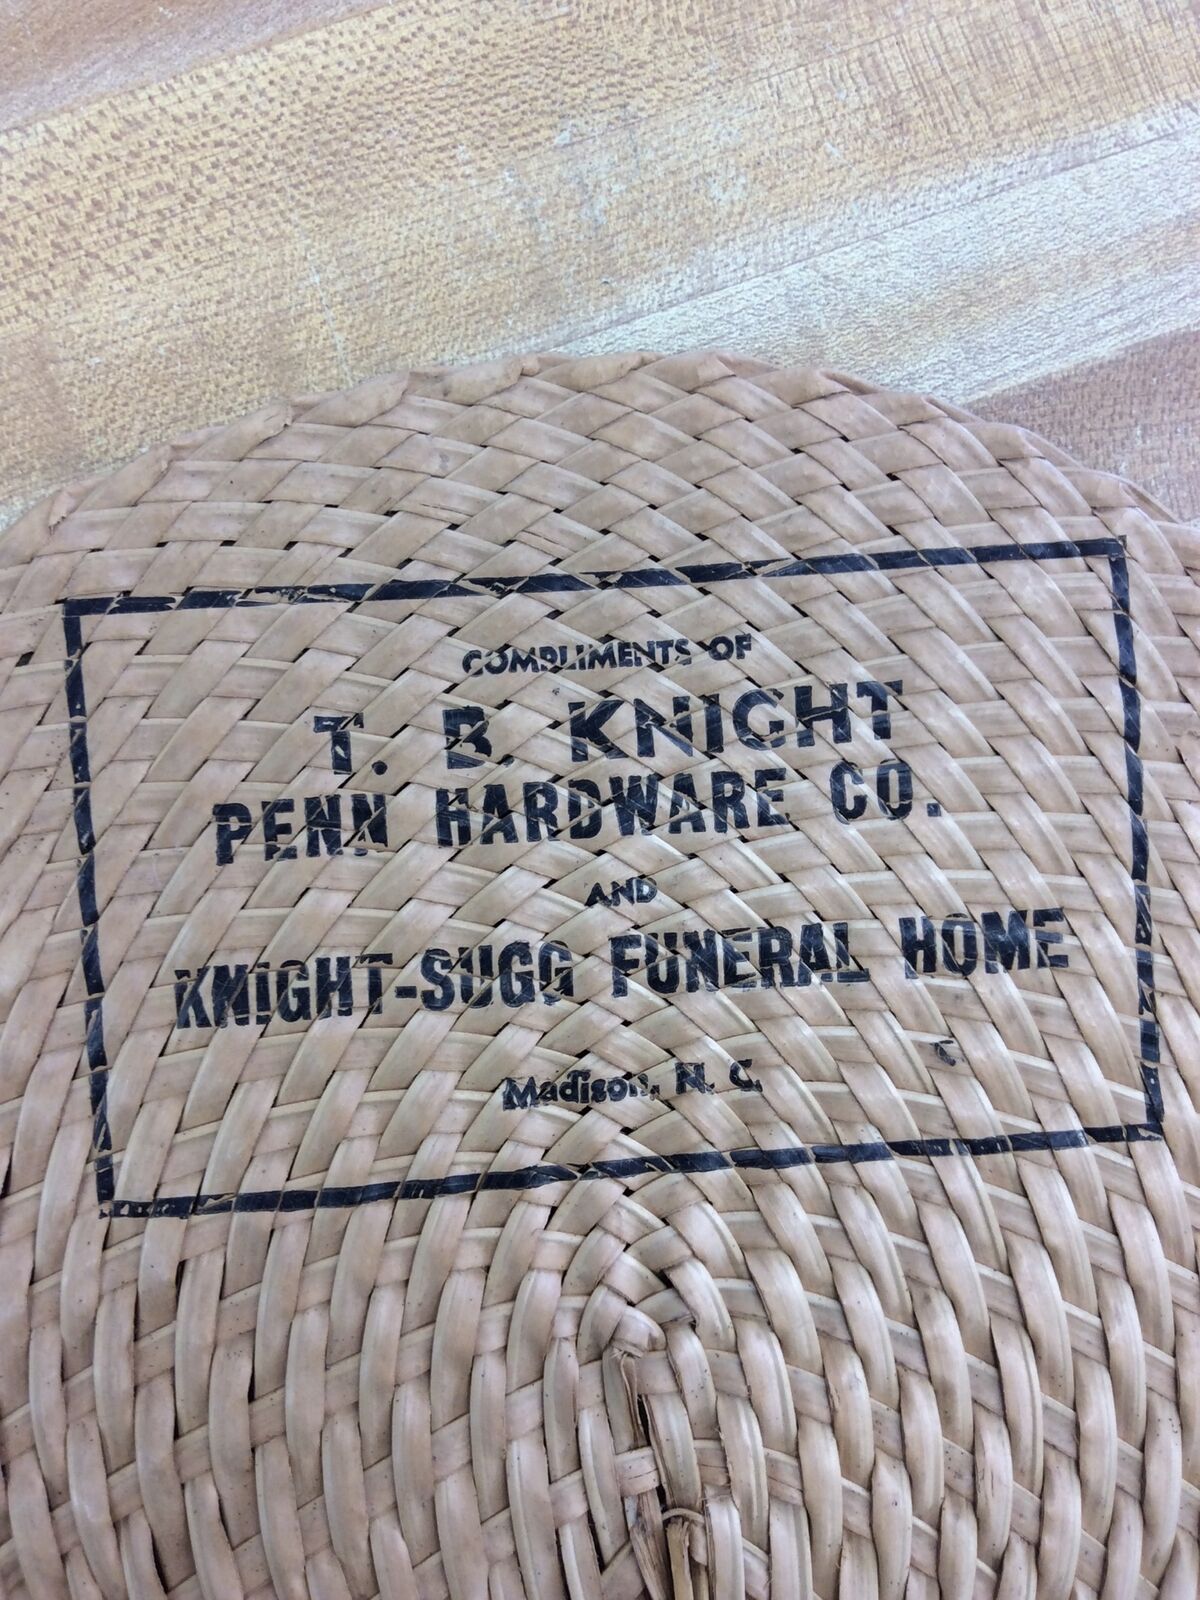 COMPLIMENTS OF
T. B. KNIGHT
PENN HARDWARE CO.
AND
KNIGHT-SUGG FUNERAL HOME
Madison, N. C.